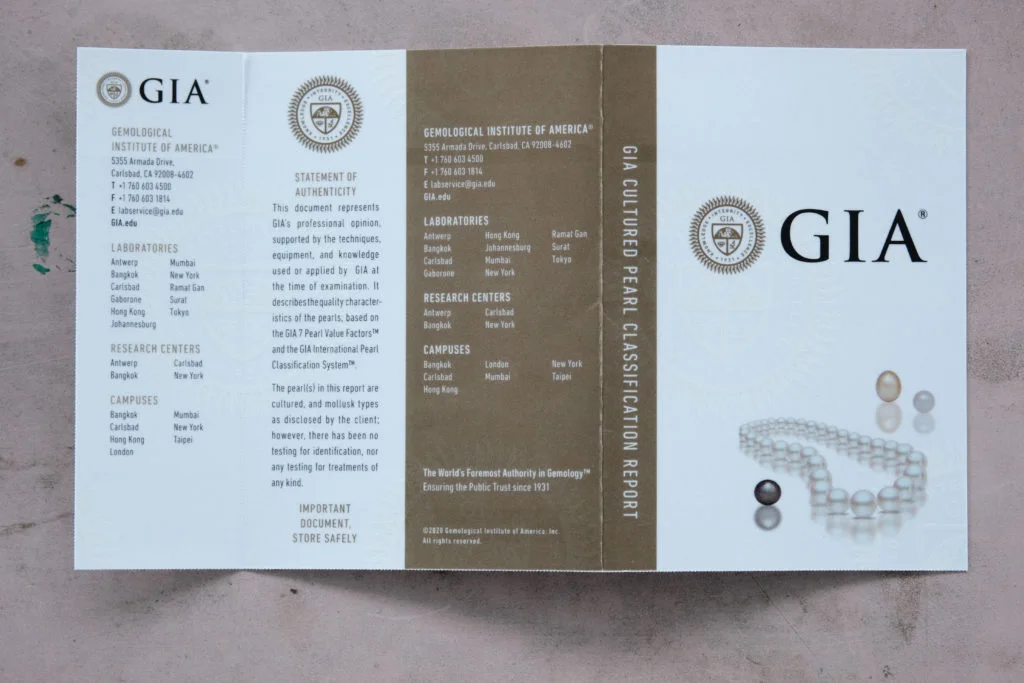 GIA®
GEMOLOGICAL
INSTITUTE OF AMERICA®
5355 Armada Drive,
Carlsbad, CA 92008-4602
T +1 760 603 4500
F +1 760 603 1814
E labservice@gia.edu
GIA.edu
LABORATORIES
Antwerp Mumbai
Bangkok New York
Carlsbad Ramat Gan
Gaborone Surat
Hong Kong Tokyo
Johannesburg
RESEARCH CENTERS
Antwerp Carlsbad
Bangkok New York
CAMPUSES
Bangkok Mumbai
Carlsbad New York
Hong Kong Taipei
London
GIA
KNOWLEDGE INTEGRITY EXCELLENCE
1931
STATEMENT OF
AUTHENTICITY
This document represents
GIA's professional opinion,
supported by the techniques,
equipment, and knowledge
used or applied by GIA at
the time of examination. It
describes the quality character-
istics of the pearls, based on
the GIA 7 Pearl Value Factors™
and the GIA International Pearl
Classification System™.
The pearl(s) in this report are
cultured, and mollusk types
as disclosed by the client;
however, there has been no
testing for identification, nor
any testing for treatments of
any kind.
IMPORTANT
DOCUMENT,
STORE SAFELY
GEMOLOGICAL INSTITUTE OF AMERICA®
5355 Armada Drive, Carlsbad, CA 92008-4602
T +1 760 603 4500
F +1 760 603 1814
E labservice@gia.edu
GIA.edu
LABORATORIES
Antwerp Hong Kong Ramat Gan
Bangkok Johannesburg Surat
Carlsbad Mumbai Tokyo
Gaborone New York
RESEARCH CENTERS
Antwerp Carlsbad
Bangkok New York
CAMPUSES
Bangkok London New York
Carlsbad Mumbai Taipei
Hong Kong
The World's Foremost Authority in Gemology™
Ensuring the Public Trust since 1931
©2020 Gemological Institute of America, Inc.
All rights reserved.
GIA CULTURED PEARL CLASSIFICATION REPORT
GIA
KNOWLEDGE INTEGRITY EXCELLENCE
1931
GIA®